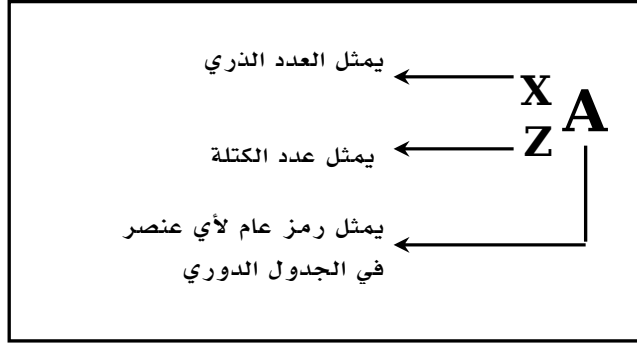 يمثل العدد الذري
X
A
Z
يمثل عدد الكتلة
يمثل رمز عام لأي عنصر
في الجدول الدوري